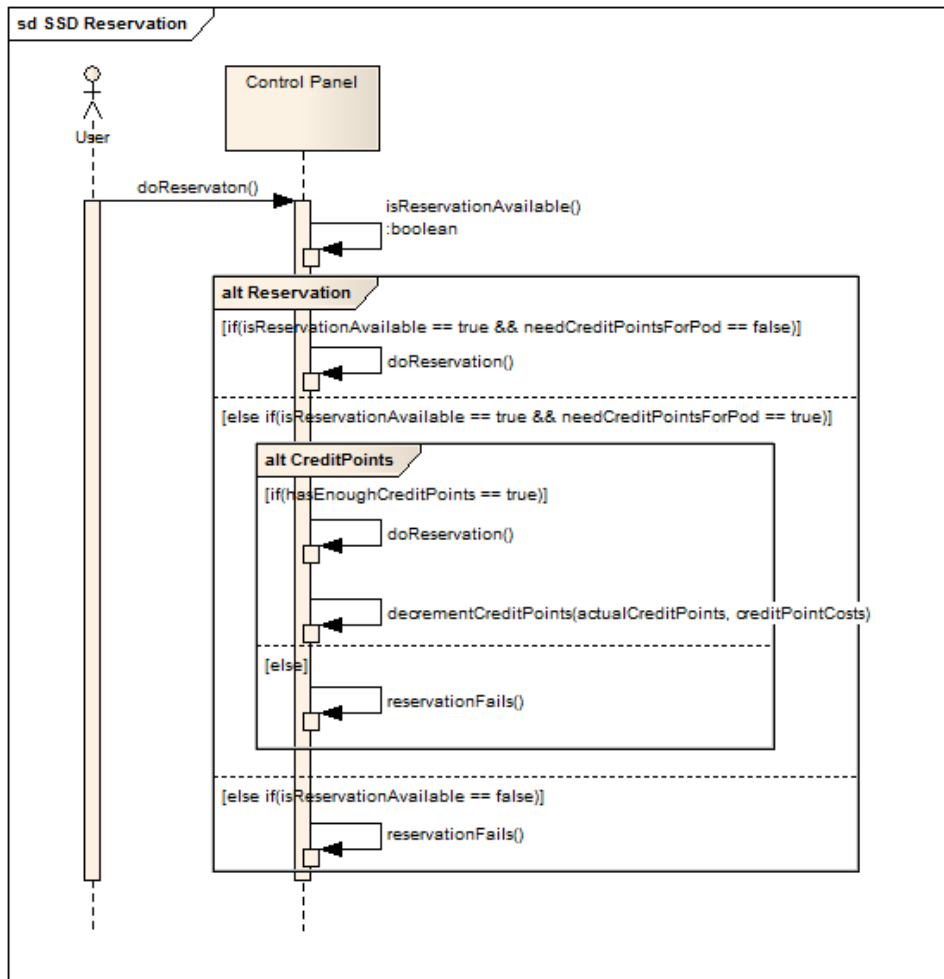 sd SSD Reservation
Control Panel
User
doReservaton()
isReservationAvailable()
:boolean
alt Reservation
[if(isReservationAvailable == true && needCreditPointsForPod == false)]
doReservation()
[else if(isReservationAvailable == true && needCreditPointsForPod == true)]
alt CreditPoints
[if(hasEnoughCreditPoints == true)]
doReservation()
decrementCreditPoints(actualCreditPoints, creditPointCosts)
[else]
reservationFails()
[else if(isReservationAvailable == false)]
reservationFails()